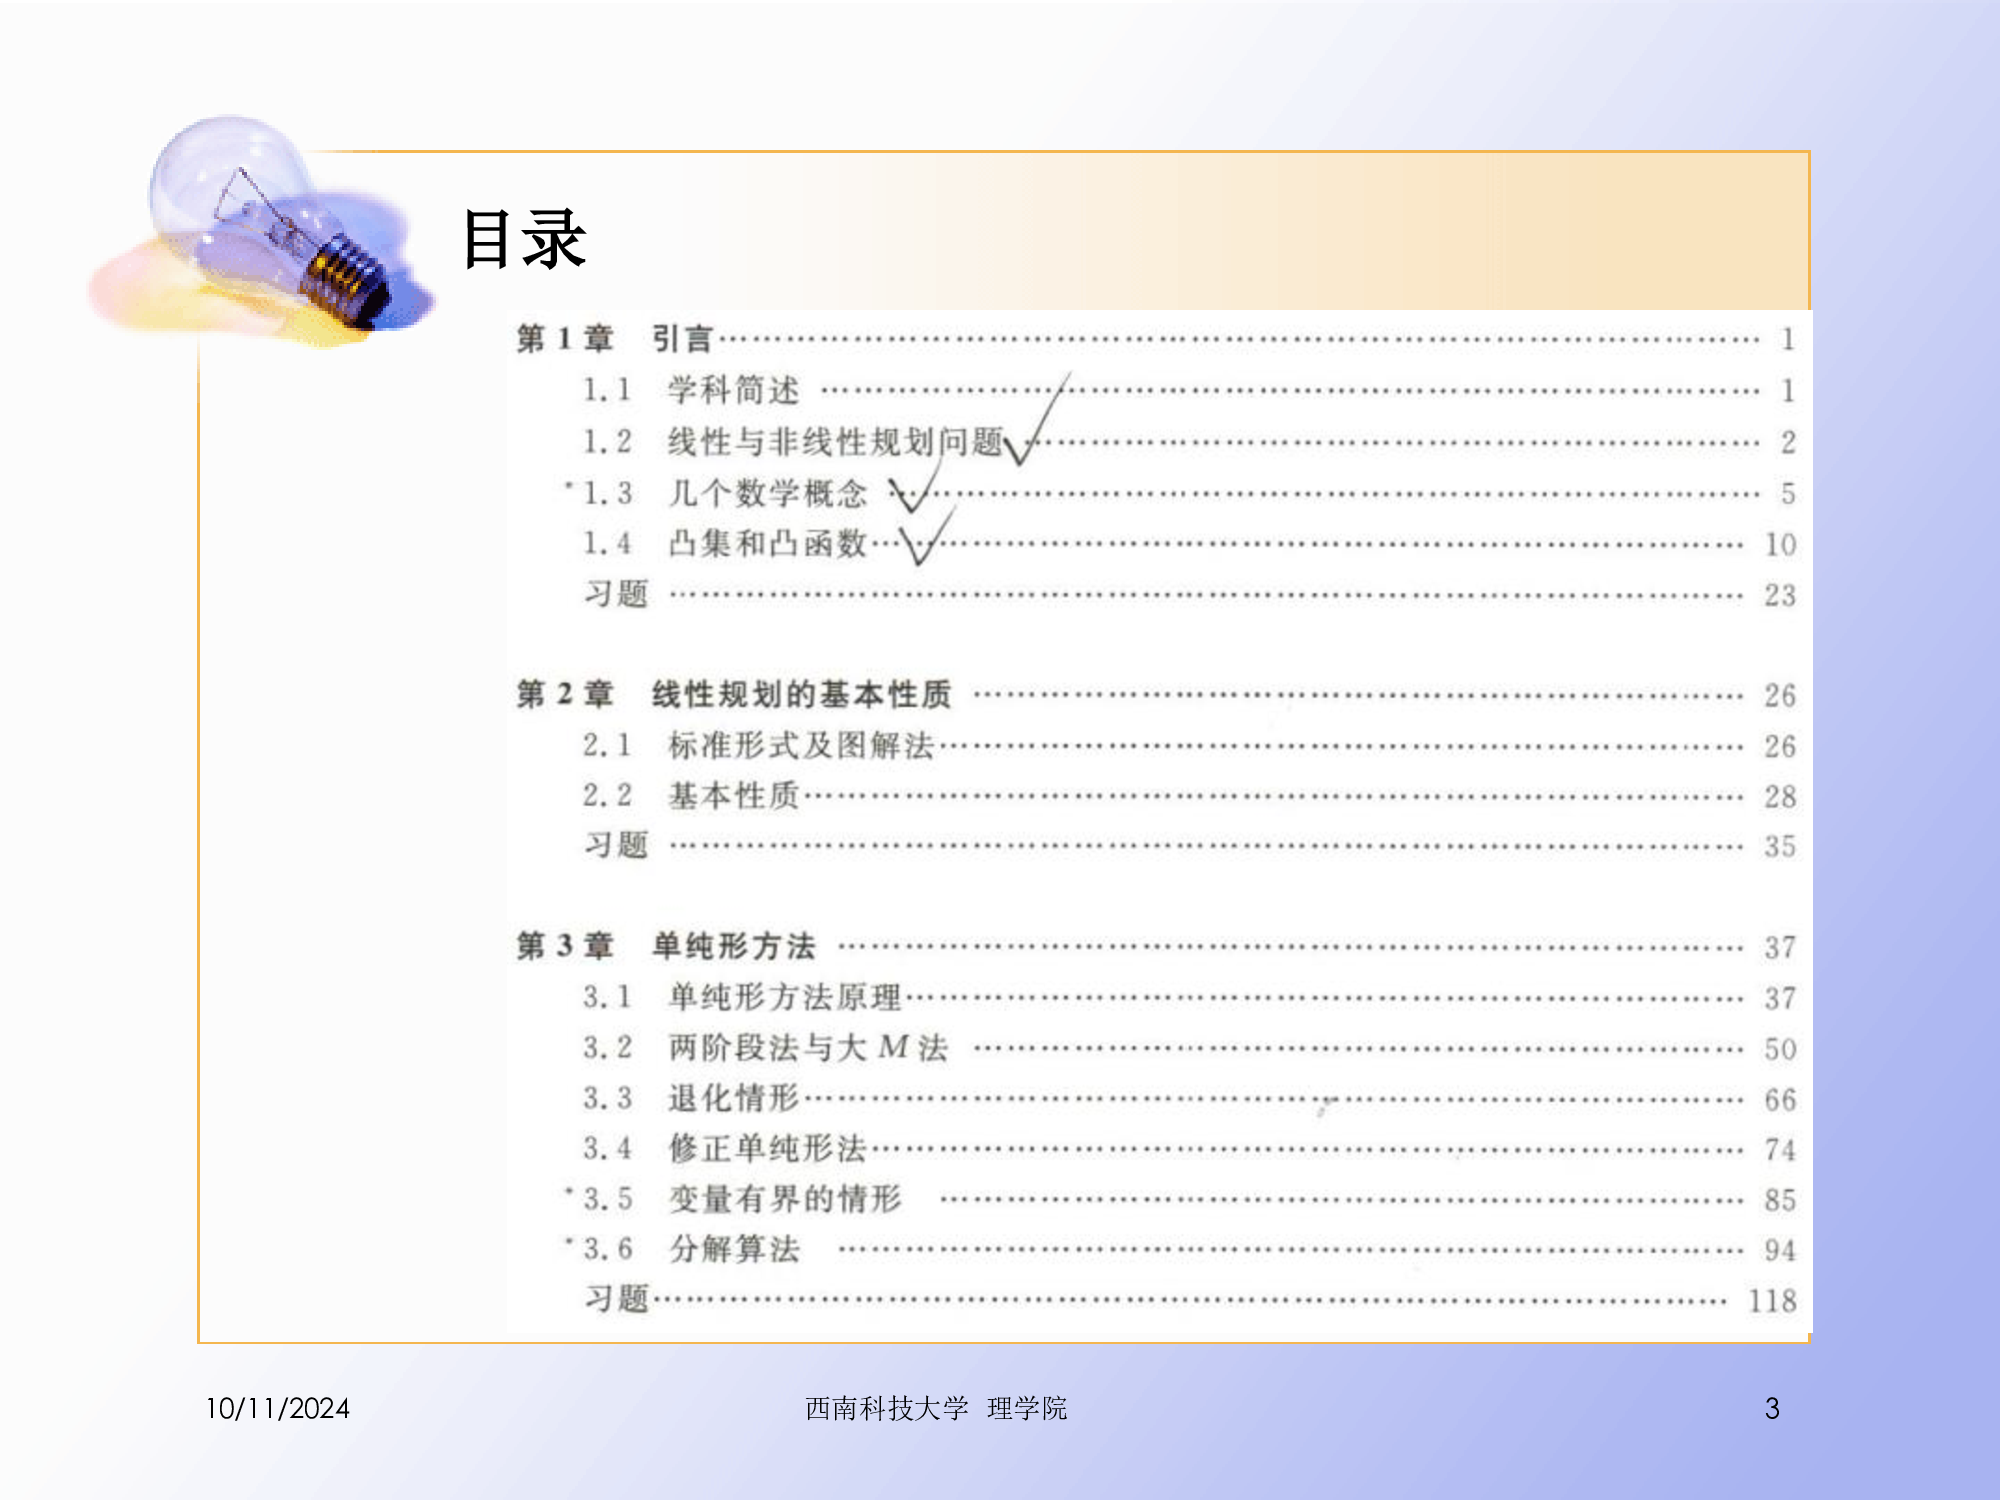 目录
第 1 章 引言…………………………………………………………………………………… 1
1.1 学科简述 …………………………………………………………………………… 1
1.2 线性与非线性规划问题…………………………………………………………… 2
*1.3 几个数学概念 ……………………………………………………………………… 5
1.4 凸集和凸函数……………………………………………………………………… 10
习题 ………………………………………………………………………………………… 23
第 2 章 线性规划的基本性质 ……………………………………………………………… 26
2.1 标准形式及图解法………………………………………………………………… 26
2.2 基本性质…………………………………………………………………………… 28
习题 ………………………………………………………………………………………… 35
第 3 章 单纯形方法 ………………………………………………………………………… 37
3.1 单纯形方法原理…………………………………………………………………… 37
3.2 两阶段法与大 M 法 ……………………………………………………………… 50
3.3 退化情形…………………………………………………………………………… 66
3.4 修正单纯形法……………………………………………………………………… 74
*3.5 变量有界的情形 ………………………………………………………………… 85
*3.6 分解算法 ………………………………………………………………………… 94
习题………………………………………………………………………………………… 118
10/11/2024 西南科技大学 理学院 3